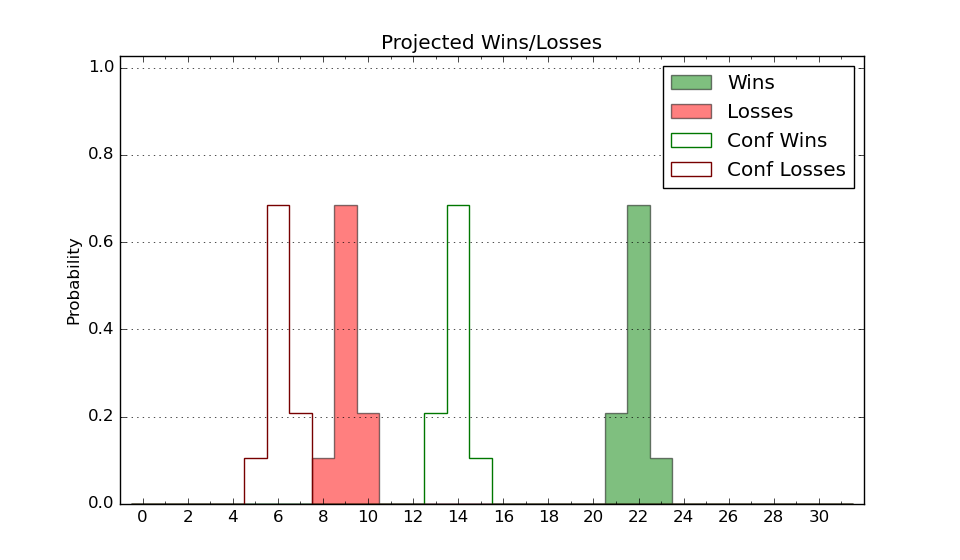 Projected Wins/Losses
1.0
0.8
0.6
0.4
0.2
0.0
Probability
Wins
Losses
Conf Wins
Conf Losses
0 2 4 6 8 10 12 14 16 18 20 22 24 26 28 30